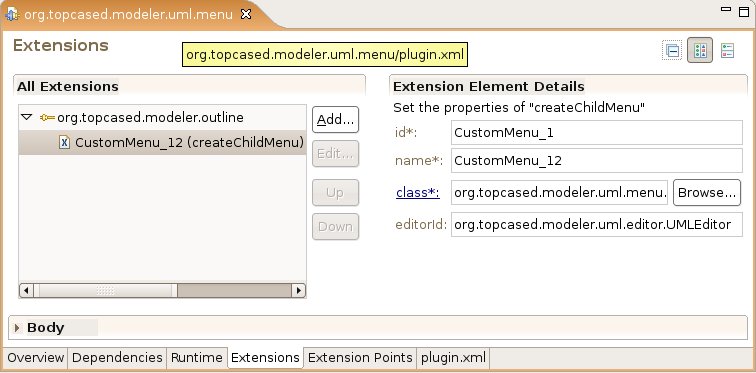 org.topcased.modeler.uml.menu
Extensions
org.topcased.modeler.uml.menu/plugin.xml
All Extensions
org.topcased.modeler.outline
CustomMenu_12 (createChildMenu)
Add...
Edit...
Up
Down
Extension Element Details
Set the properties of "createChildMenu"
id*: CustomMenu_1
name*: CustomMenu_12
class*: org.topcased.modeler.uml.menu. Browse...
editorId: org.topcased.modeler.uml.editor.UMLEditor
Body
Overview Dependencies Runtime Extensions Extension Points plugin.xml